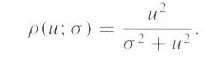 ρ(u; σ) = u² / (σ² + u²).